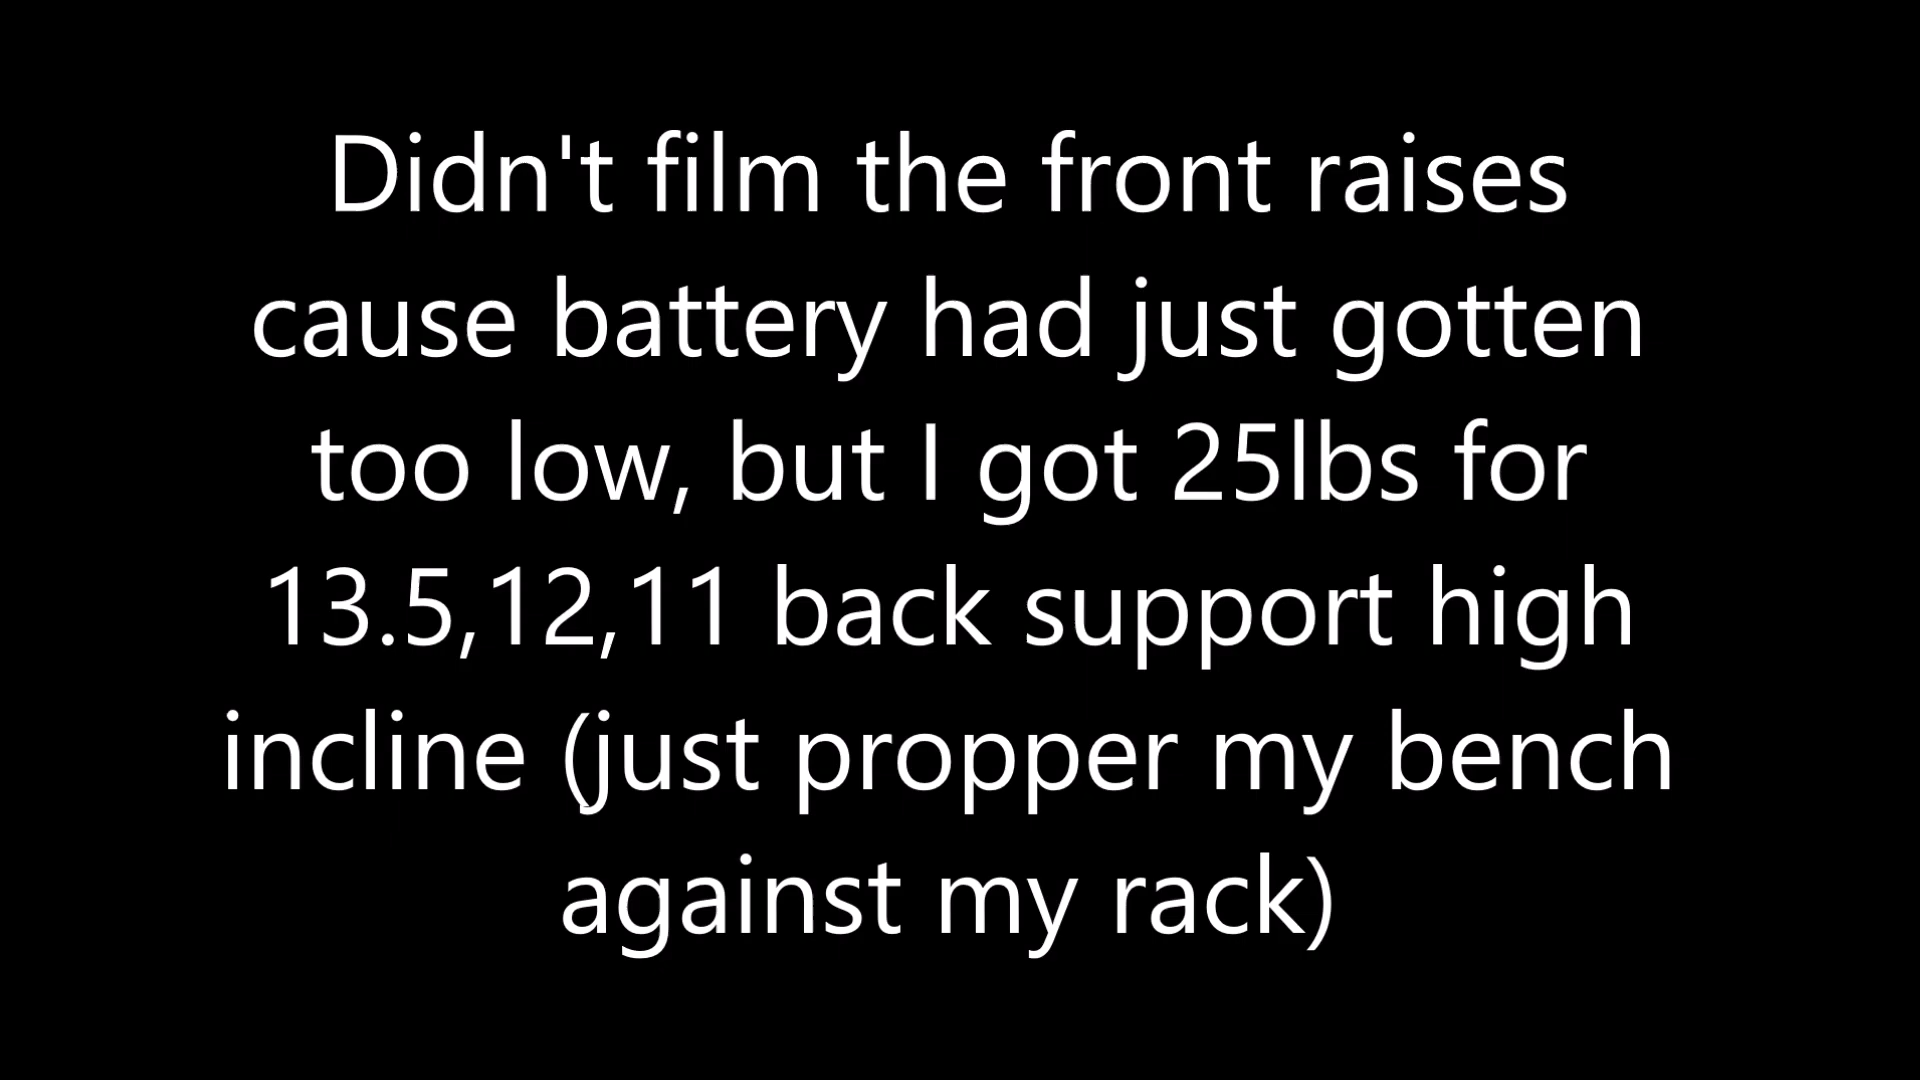 Didn't film the front raises
cause battery had just gotten
too low, but I got 25lbs for
13.5,12,11 back support high
incline (just propper my bench
against my rack)